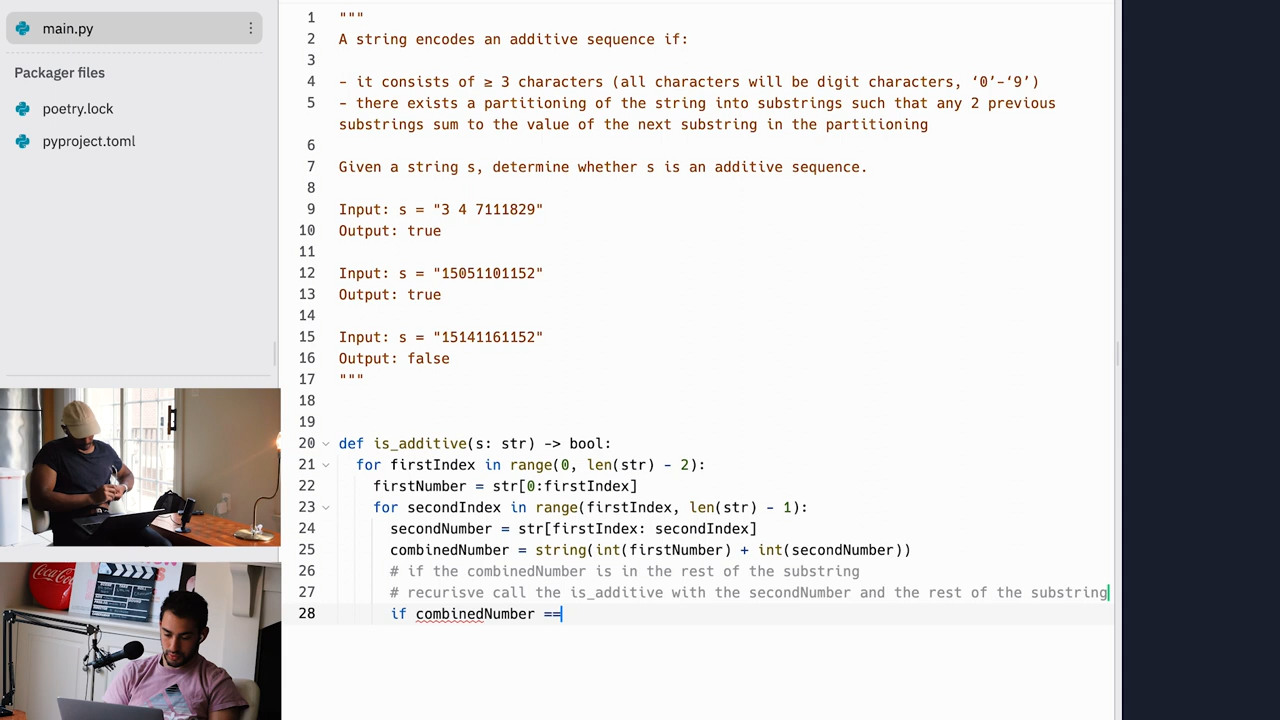 main.py
Packager files
poetry.lock
pyproject.toml
1 """
2 A string encodes an additive sequence if:
3
4 - it consists of ≥ 3 characters (all characters will be digit characters, ‘0’-‘9’)
5 - there exists a partitioning of the string into substrings such that any 2 previous
substrings sum to the value of the next substring in the partitioning
6
7 Given a string s, determine whether s is an additive sequence.
8
9 Input: s = "3 4 7111829"
10 Output: true
11
12 Input: s = "15051101152"
13 Output: true
14
15 Input: s = "15141161152"
16 Output: false
17 """
18
19
20 def is_additive(s: str) -> bool:
21 for firstIndex in range(0, len(str) - 2):
22 firstNumber = str[0:firstIndex]
23 for secondIndex in range(firstIndex, len(str) - 1):
24 secondNumber = str[firstIndex: secondIndex]
25 combinedNumber = string(int(firstNumber) + int(secondNumber))
26 # if the combinedNumber is in the rest of the substring
27 # recurisve call the is_additive with the secondNumber and the rest of the substring
28 if combinedNumber ==
Coca-Cola